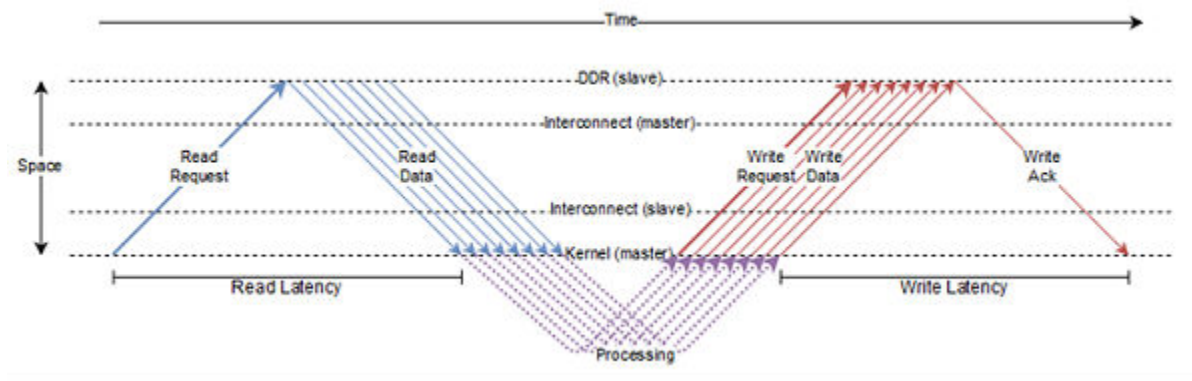 Time
DDR (slave)
Interconnect (master)
Space
Read
Request
Read
Data
Write
Request
Write
Data
Write
Ack
Interconnect (slave)
Kernel (master)
Read Latency
Write Latency
Processing